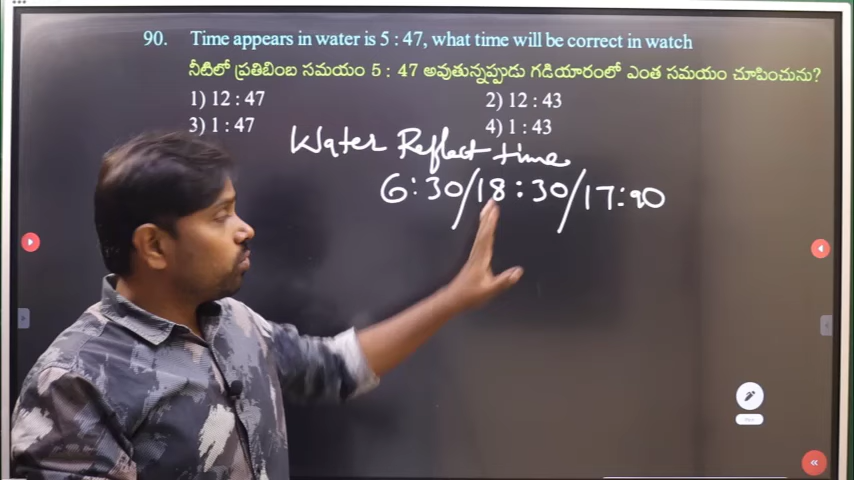 90. Time appears in water is 5 : 47, what time will be correct in watch
నీటిలో ప్రతిబింబ సమయం 5 : 47 అవుతున్నప్పుడు గడియారంలో ఎంత సమయం చూపించును?
1) 12 : 47 2) 12 : 43
3) 1 : 47 4) 1 : 43
Water Reflect time
6:30/18:30/17:90